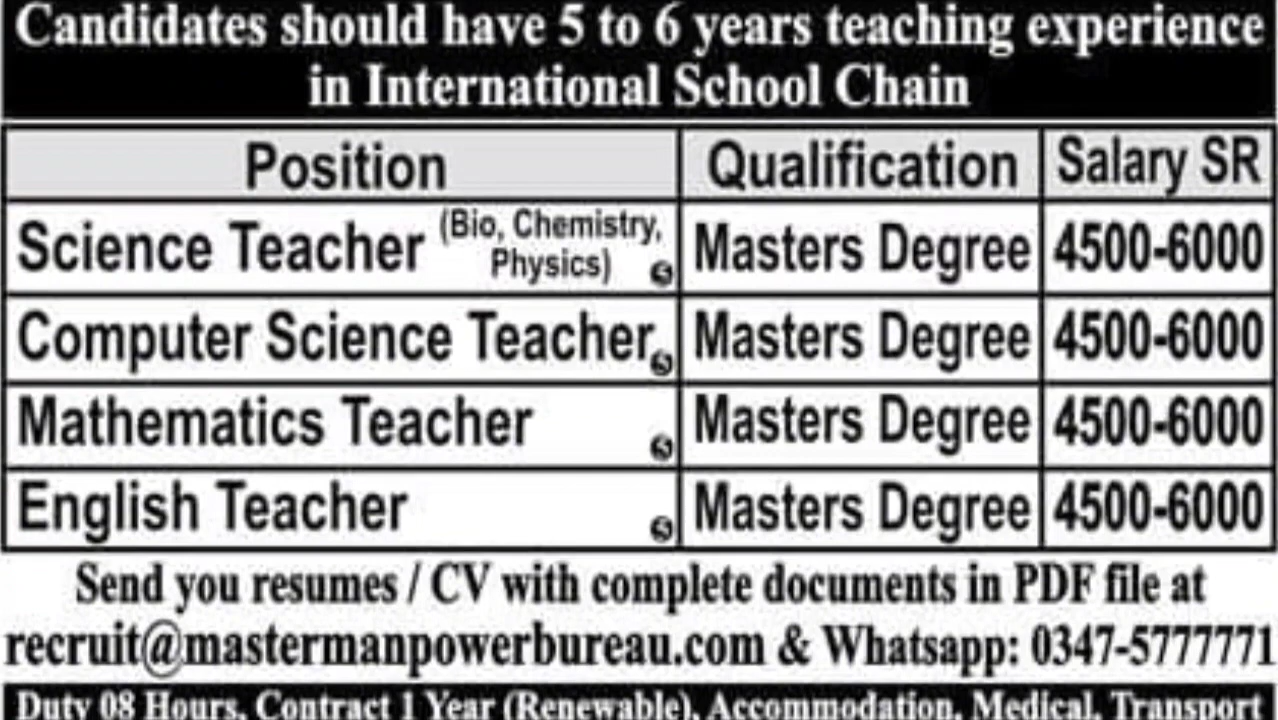 Candidates should have 5 to 6 years teaching experience
in International School Chain
Position Qualification Salary SR
Science Teacher (Bio, Chemistry, Physics) Masters Degree 4500-6000
Computer Science Teacher Masters Degree 4500-6000
Mathematics Teacher Masters Degree 4500-6000
English Teacher Masters Degree 4500-6000
Send you resumes / CV with complete documents in PDF file at
recruit@mastermanpowerbureau.com & Whatsapp: 0347-5777771
Duty 08 Hours, Contract 1 Year (Renewable), Accommodation, Medical, Transport